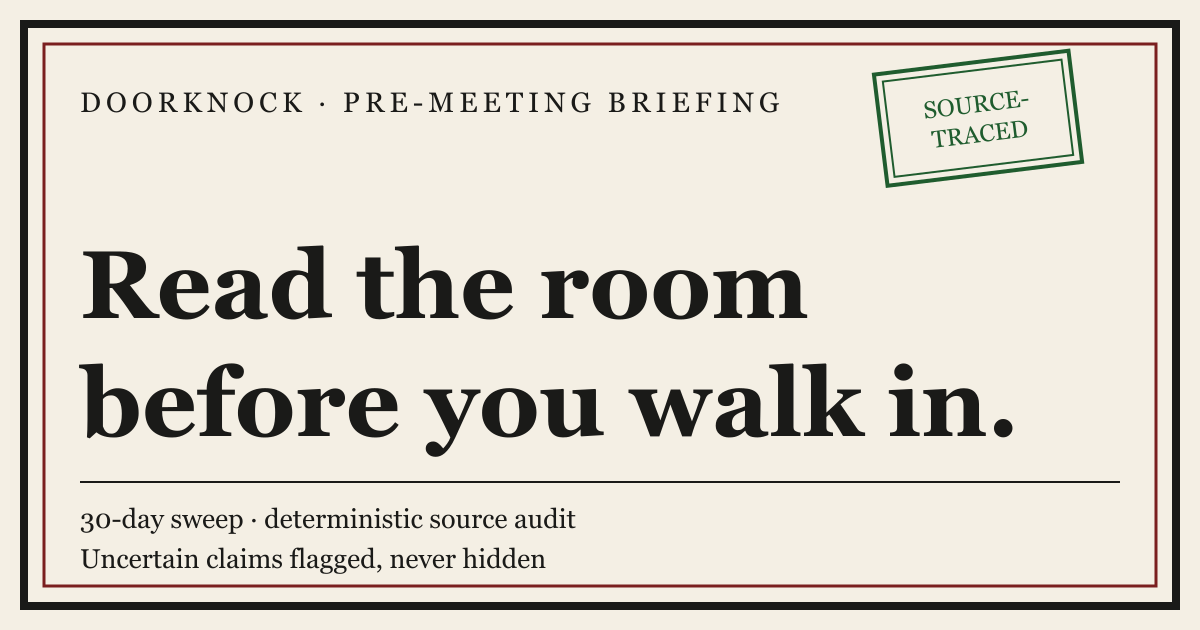 DOORKNOCK · PRE-MEETING BRIEFING
SOURCE-
TRACED
Read the room
before you walk in.
30-day sweep · deterministic source audit
Uncertain claims flagged, never hidden